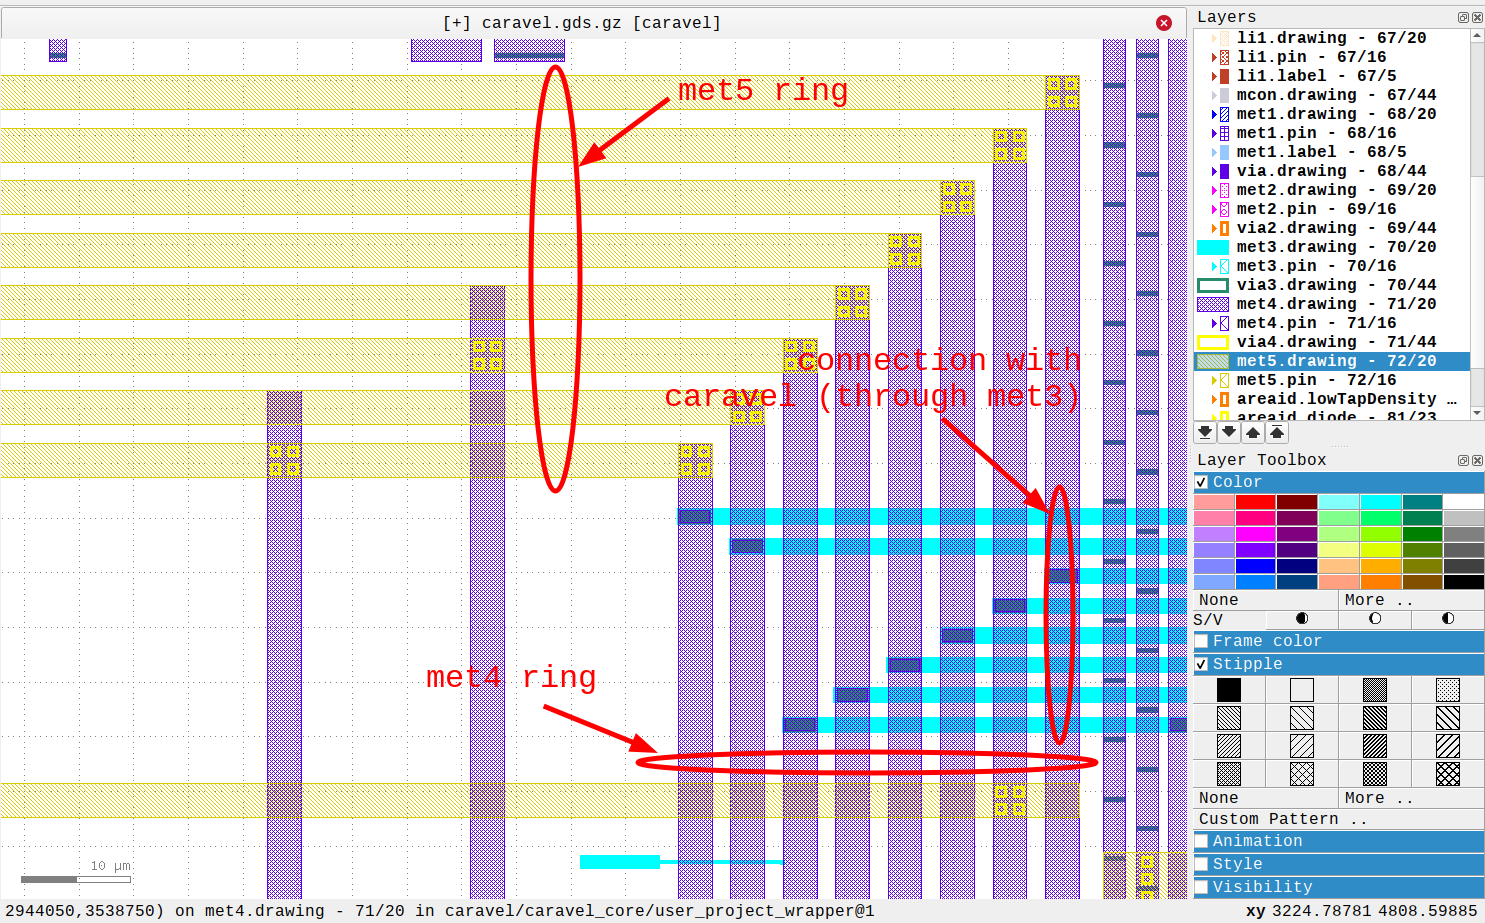 [+] caravel.gds.gz [caravel]
met5 ring
connection with
caravel (through met3)
met4 ring
10 µm
Layers
li1.drawing - 67/20
li1.pin - 67/16
li1.label - 67/5
mcon.drawing - 67/44
met1.drawing - 68/20
met1.pin - 68/16
met1.label - 68/5
via.drawing - 68/44
met2.drawing - 69/20
met2.pin - 69/16
via2.drawing - 69/44
met3.drawing - 70/20
met3.pin - 70/16
via3.drawing - 70/44
met4.drawing - 71/20
met4.pin - 71/16
via4.drawing - 71/44
met5.drawing - 72/20
met5.pin - 72/16
areaid.lowTapDensity …
areaid.diode - 81/23
Layer Toolbox
Color
None More ..
S/V
Frame color
Stipple
None More ..
Custom Pattern ..
Animation
Style
Visibility
2944050,3538750) on met4.drawing - 71/20 in caravel/caravel_core/user_project_wrapper@1
xy 3224.78781 4808.59885